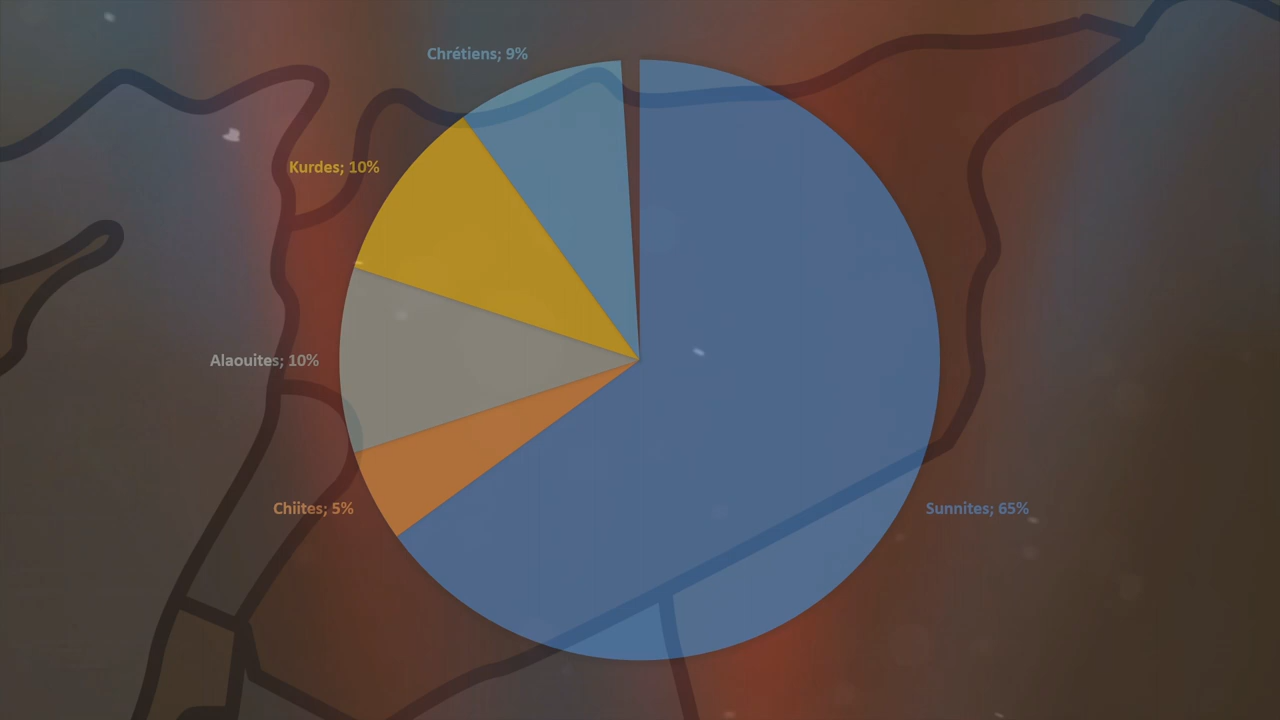 Chrétiens; 9%
Kurdes; 10%
Alaouites; 10%
Chiites; 5%
Sunnites; 65%